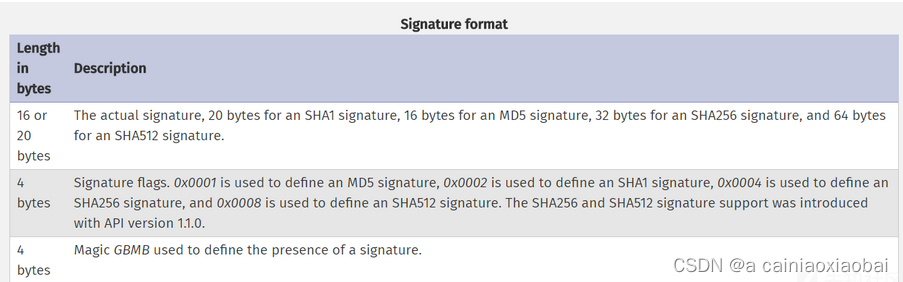 Signature format
Length
in
bytes
Description
16 or
20
bytes
The actual signature, 20 bytes for an SHA1 signature, 16 bytes for an MD5 signature, 32 bytes for an SHA256 signature, and 64 bytes
for an SHA512 signature.
4
bytes
Signature flags. 0x0001 is used to define an MD5 signature, 0x0002 is used to define an SHA1 signature, 0x0004 is used to define an
SHA256 signature, and 0x0008 is used to define an SHA512 signature. The SHA256 and SHA512 signature support was introduced
with API version 1.1.0.
4
bytes
Magic GBMB used to define the presence of a signature.
CSDN @a cainiaoxiaobai